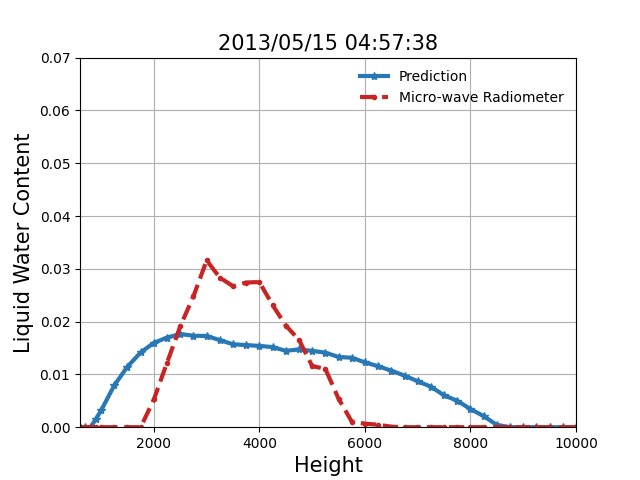 2013/05/15 04:57:38
Prediction
Micro-wave Radiometer
Liquid Water Content
0.07
0.06
0.05
0.04
0.03
0.02
0.01
0.00
2000 4000 6000 8000 10000
Height